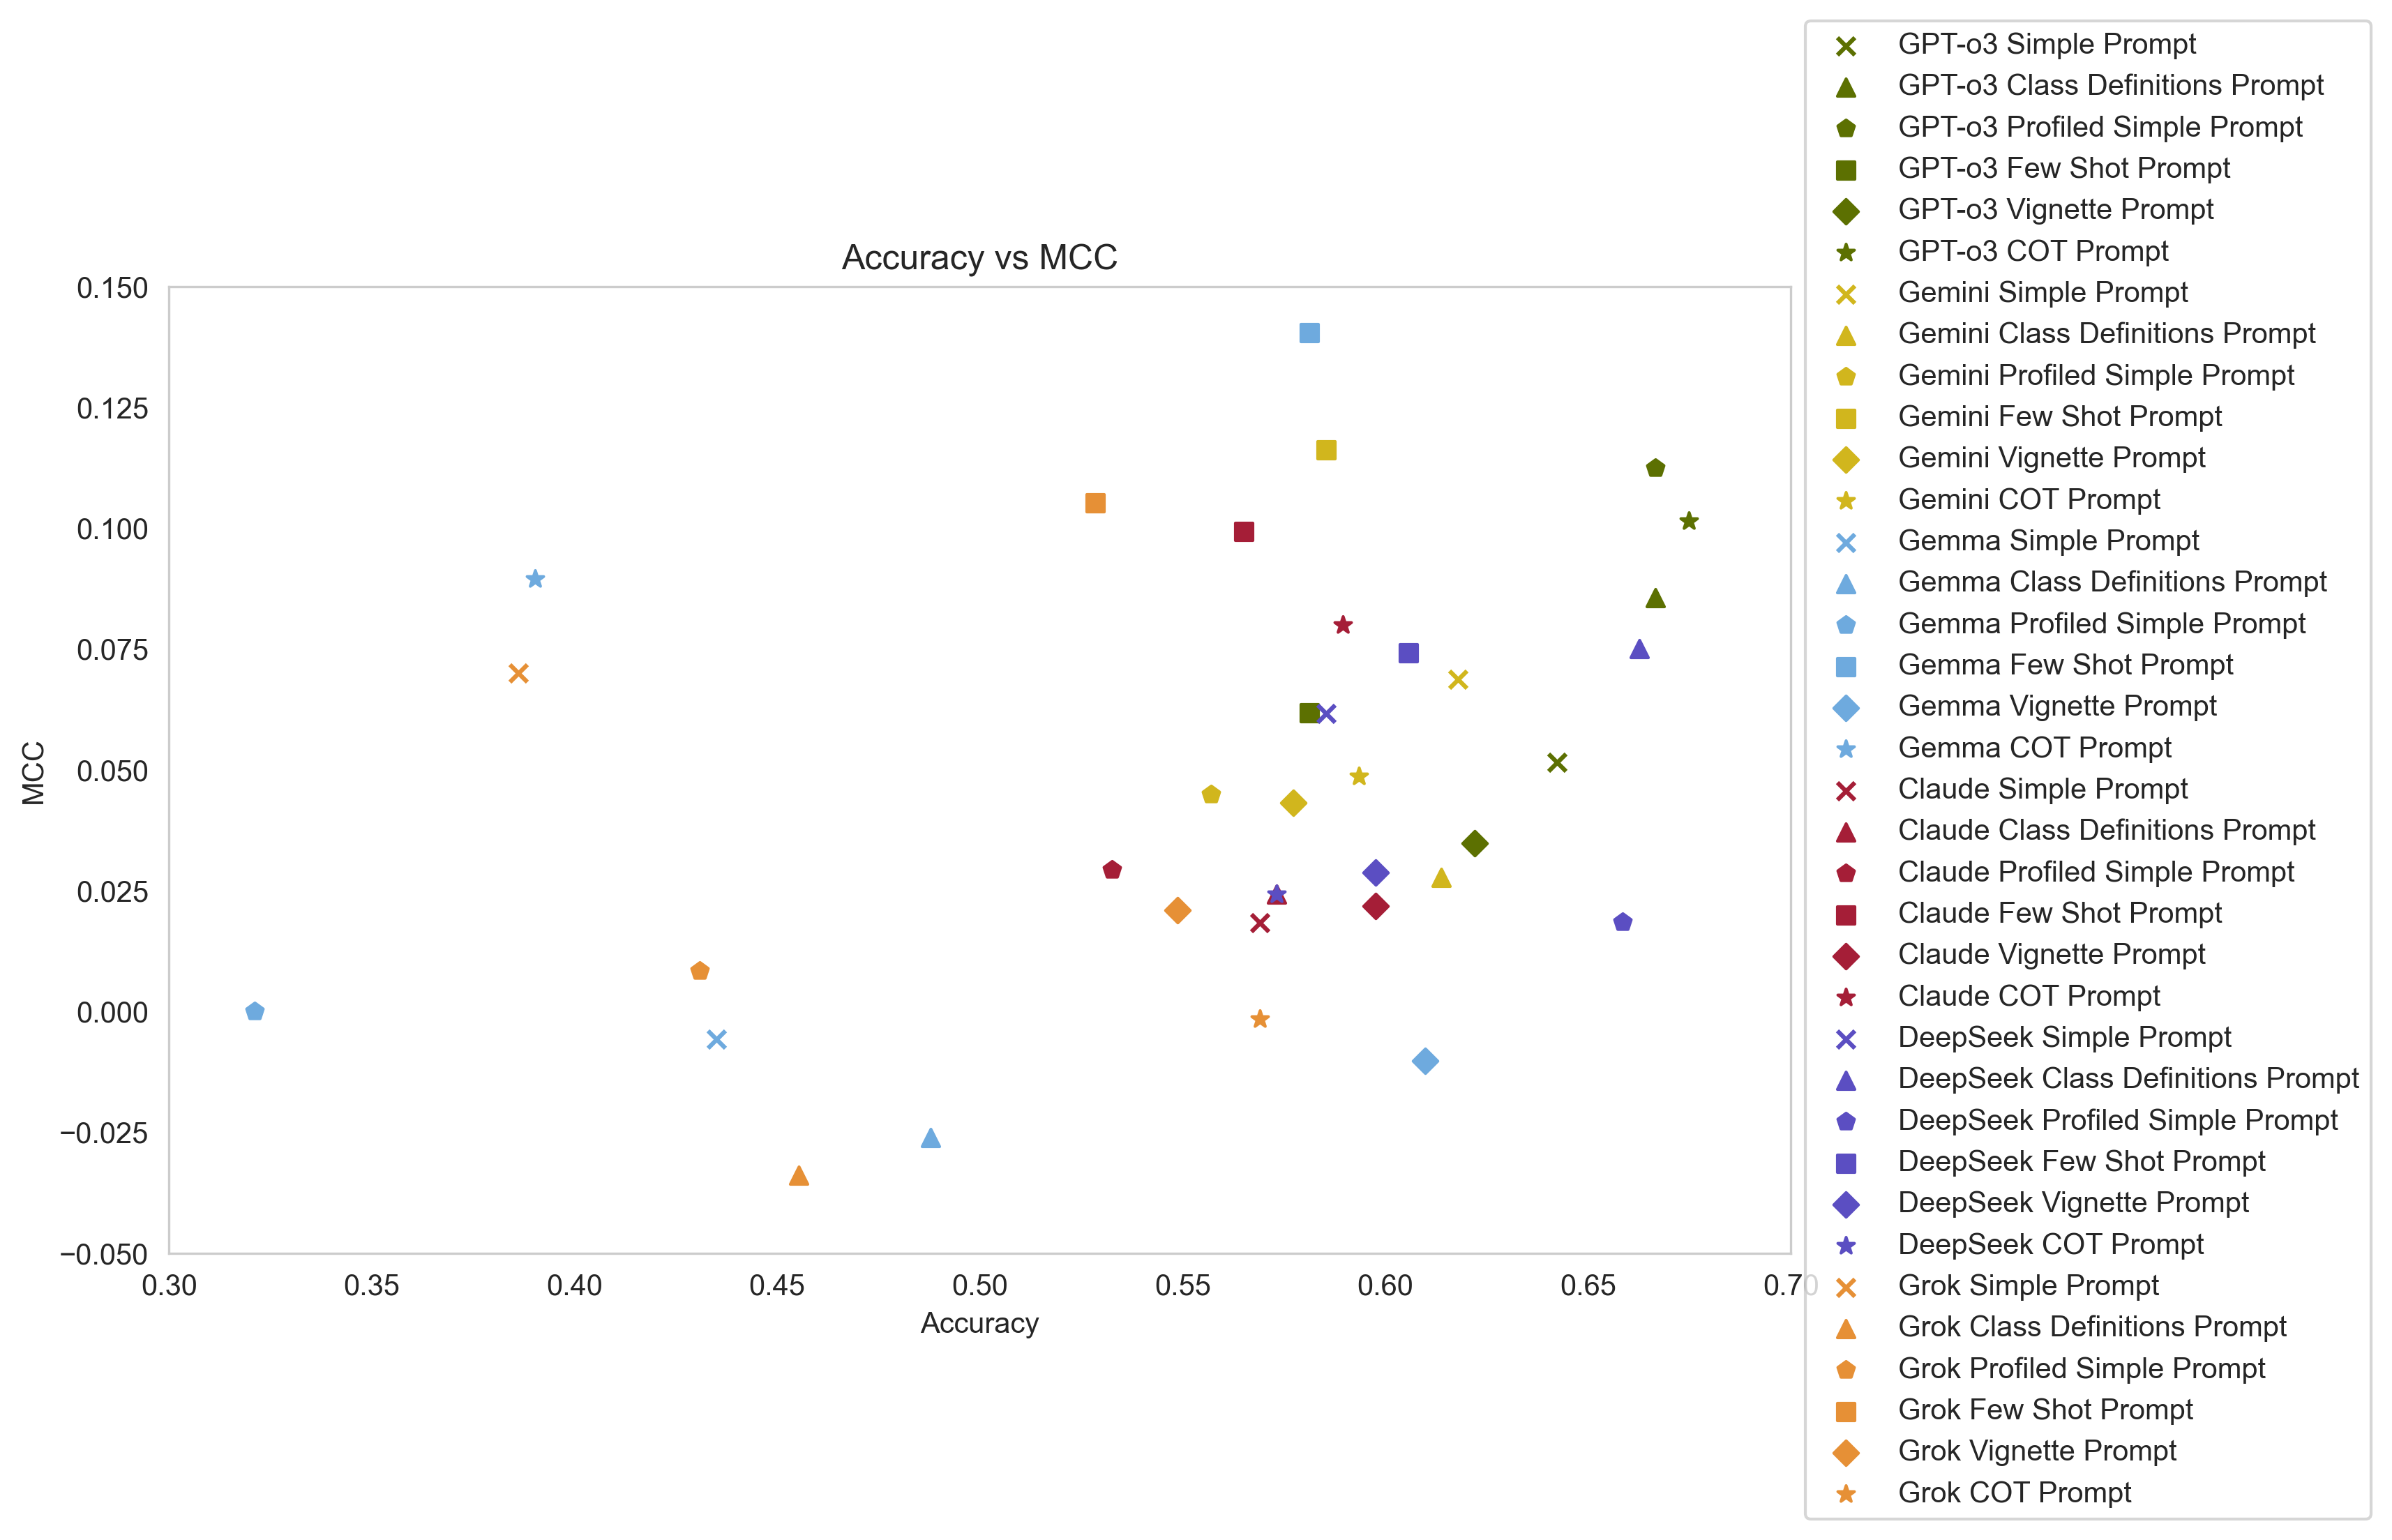 Accuracy vs MCC
0.150
0.125
0.100
0.075
0.050
0.025
0.000
−0.025
−0.050
MCC
0.30 0.35 0.40 0.45 0.50 0.55 0.60 0.65 0.70
Accuracy
GPT-o3 Simple Prompt
GPT-o3 Class Definitions Prompt
GPT-o3 Profiled Simple Prompt
GPT-o3 Few Shot Prompt
GPT-o3 Vignette Prompt
GPT-o3 COT Prompt
Gemini Simple Prompt
Gemini Class Definitions Prompt
Gemini Profiled Simple Prompt
Gemini Few Shot Prompt
Gemini Vignette Prompt
Gemini COT Prompt
Gemma Simple Prompt
Gemma Class Definitions Prompt
Gemma Profiled Simple Prompt
Gemma Few Shot Prompt
Gemma Vignette Prompt
Gemma COT Prompt
Claude Simple Prompt
Claude Class Definitions Prompt
Claude Profiled Simple Prompt
Claude Few Shot Prompt
Claude Vignette Prompt
Claude COT Prompt
DeepSeek Simple Prompt
DeepSeek Class Definitions Prompt
DeepSeek Profiled Simple Prompt
DeepSeek Few Shot Prompt
DeepSeek Vignette Prompt
DeepSeek COT Prompt
Grok Simple Prompt
Grok Class Definitions Prompt
Grok Profiled Simple Prompt
Grok Few Shot Prompt
Grok Vignette Prompt
Grok COT Prompt